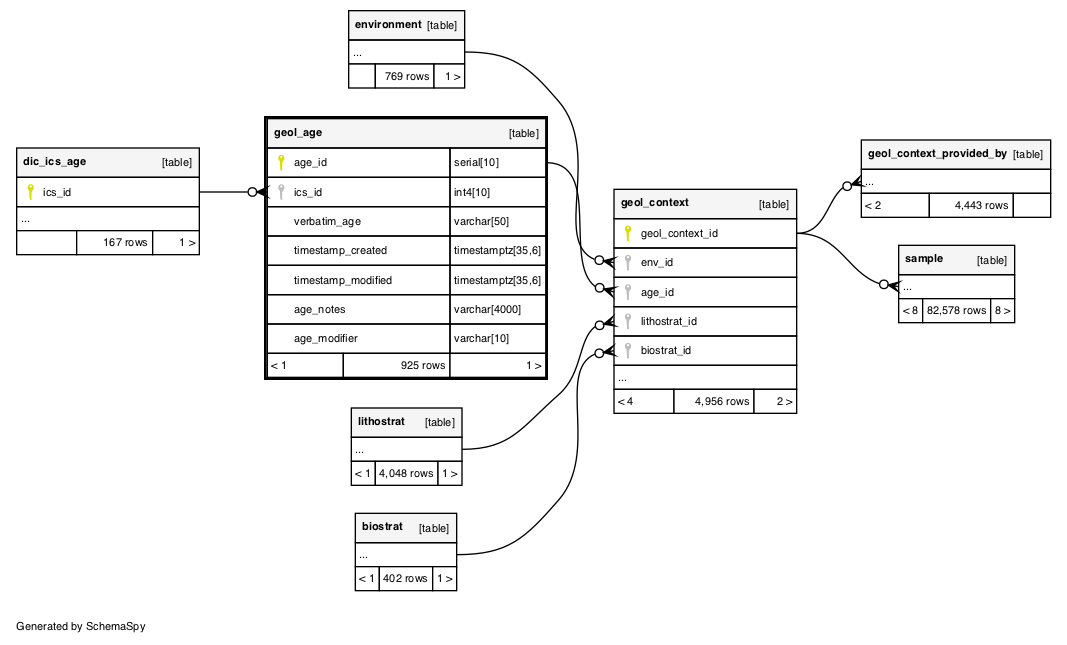 environment [table]
...
769 rows 1 >
geol_age [table]
age_id serial[10]
ics_id int4[10]
verbatim_age varchar[50]
timestamp_created timestamptz[35,6]
timestamp_modified timestamptz[35,6]
age_notes varchar[4000]
age_modifier varchar[10]
< 1 925 rows 1 >
dic_ics_age [table]
ics_id
...
167 rows 1 >
geol_context_provided_by [table]
...
< 2 4,443 rows
geol_context [table]
geol_context_id
env_id
age_id
lithostrat_id
biostrat_id
...
< 4 4,956 rows 2 >
sample [table]
...
< 8 82,578 rows 8 >
lithostrat [table]
...
< 1 4,048 rows 1 >
biostrat [table]
...
< 1 402 rows 1 >
Generated by SchemaSpy